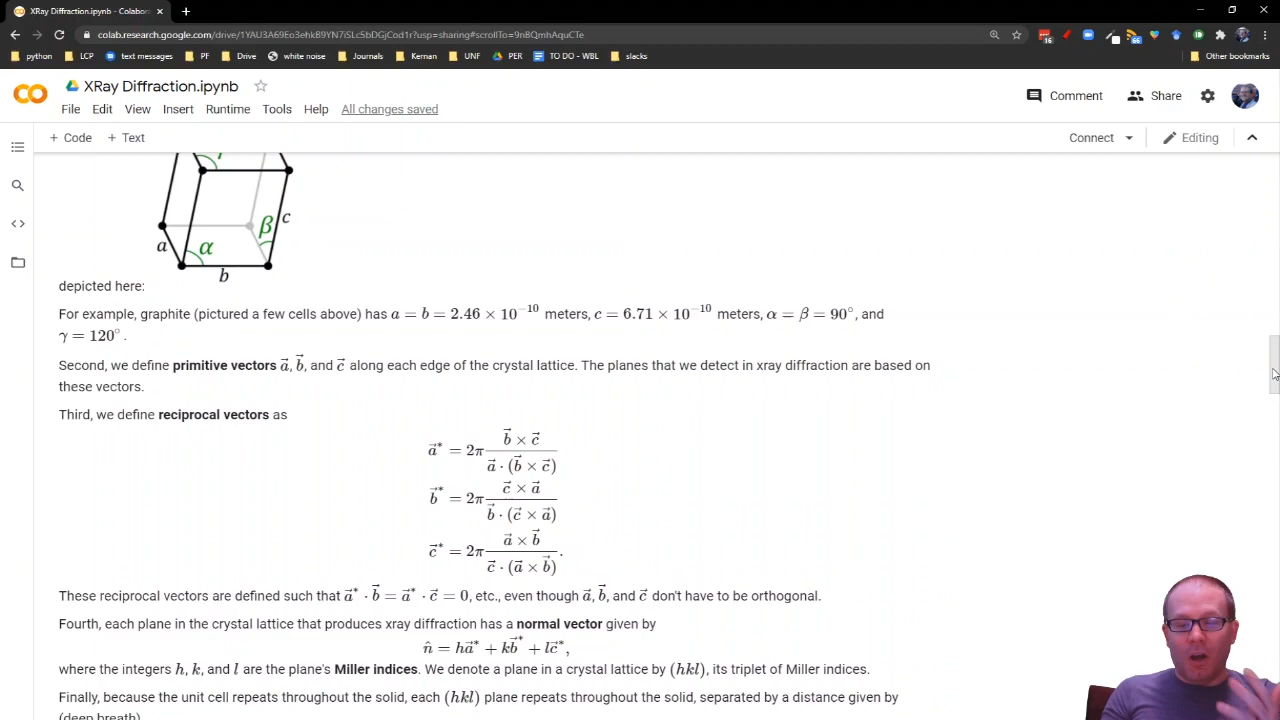 XRay Diffraction.ipynb - Colabora
colab.research.google.com/drive/1YAU3A69Eo3ehkB9YN7iSLc5bDGjCod1r?usp=sharing#scrollTo=9nBQmhAquCTe
python LCP text messages PF Drive white noise Journals Kernan UNF PER TO DO - WBL slacks Other bookmarks
XRay Diffraction.ipynb
File Edit View Insert Runtime Tools Help All changes saved
Comment Share
+ Code + Text Connect Editing
β c
a α
b
depicted here:
For example, graphite (pictured a few cells above) has a = b = 2.46 × 10⁻¹⁰ meters, c = 6.71 × 10⁻¹⁰ meters, α = β = 90°, and
γ = 120° .
Second, we define primitive vectors a⃗, b⃗, and c⃗ along each edge of the crystal lattice. The planes that we detect in xray diffraction are based on
these vectors.
Third, we define reciprocal vectors as
a⃗* = 2π (b⃗ × c⃗) / (a⃗ · (b⃗ × c⃗))
b⃗* = 2π (c⃗ × a⃗) / (b⃗ · (c⃗ × a⃗))
c⃗* = 2π (a⃗ × b⃗) / (c⃗ · (a⃗ × b⃗)).
These reciprocal vectors are defined such that a⃗* · b⃗ = a⃗* · c⃗ = 0, etc., even though a⃗, b⃗, and c⃗ don't have to be orthogonal.
Fourth, each plane in the crystal lattice that produces xray diffraction has a normal vector given by
n̂ = ha⃗* + kb⃗* + lc⃗*,
where the integers h, k, and l are the plane's Miller indices. We denote a plane in a crystal lattice by (hkl), its triplet of Miller indices.
Finally, because the unit cell repeats throughout the solid, each (hkl) plane repeats throughout the solid, separated by a distance given by
(deep breath)